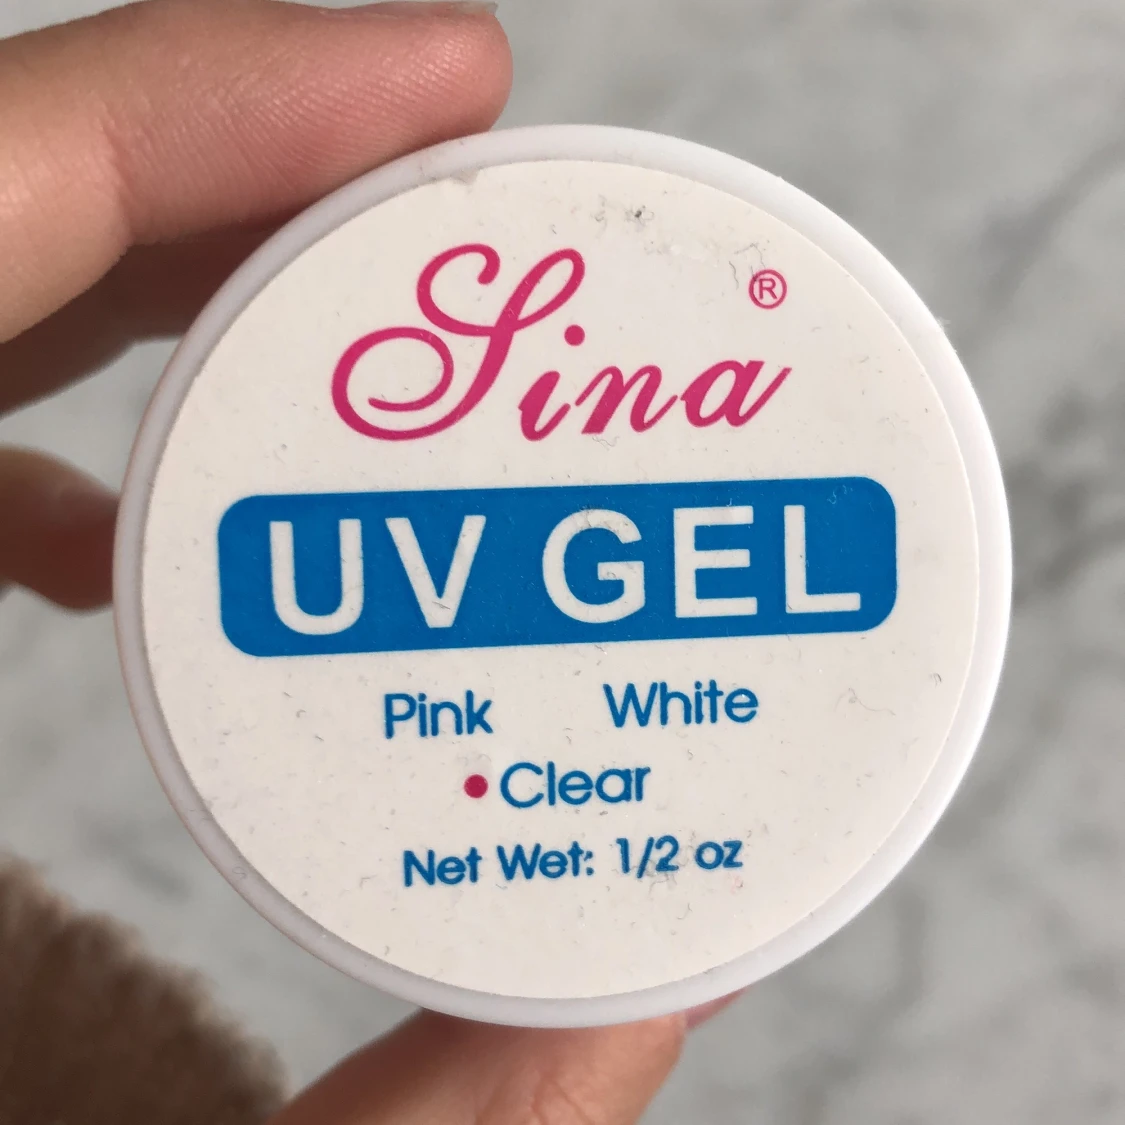 Sina ®
UV GEL
Pink White
•Clear
Net Wet: 1/2 oz